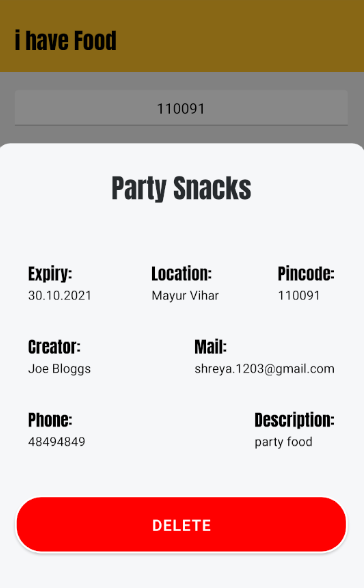 i have Food
110091
Party Snacks
Expiry: Location: Pincode:
30.10.2021 Mayur Vihar 110091
Creator: Mail:
Joe Bloggs shreya.1203@gmail.com
Phone: Description:
48494849 party food
DELETE